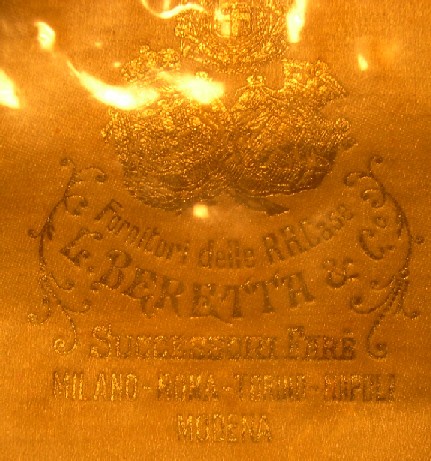 Fornitori delle RR.Case
L. BERETTA & C.º
SUCCESSORI FERÉ
MILANO-ROMA-TORINO-NAPOLI
MODENA